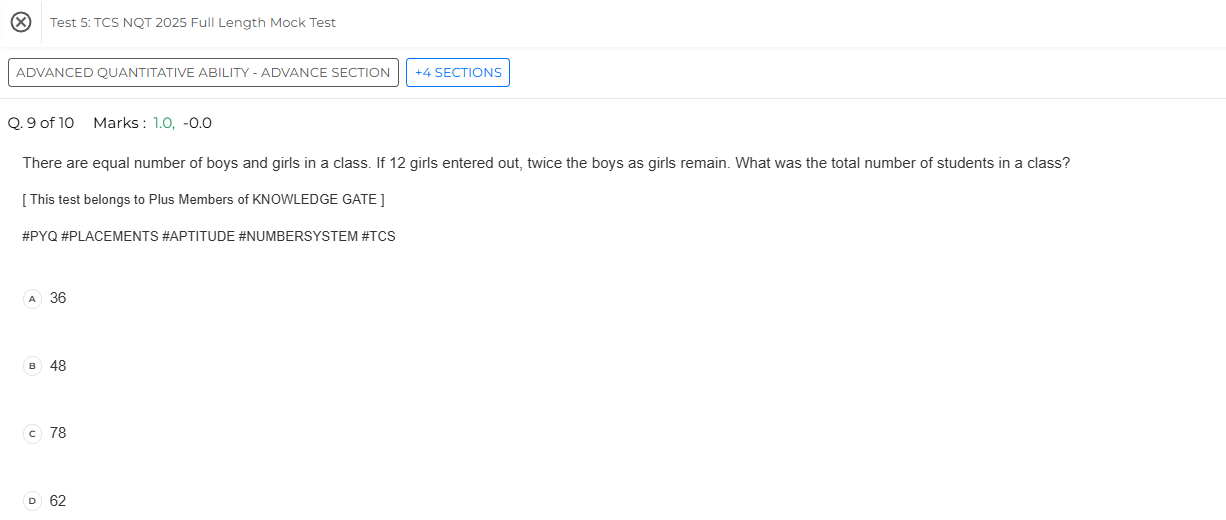 Test 5: TCS NQT 2025 Full Length Mock Test
ADVANCED QUANTITATIVE ABILITY - ADVANCE SECTION +4 SECTIONS
Q. 9 of 10 Marks : 1.0, -0.0
There are equal number of boys and girls in a class. If 12 girls entered out, twice the boys as girls remain. What was the total number of students in a class?
[ This test belongs to Plus Members of KNOWLEDGE GATE ]
#PYQ #PLACEMENTS #APTITUDE #NUMBERSYSTEM #TCS
A 36
B 48
C 78
D 62